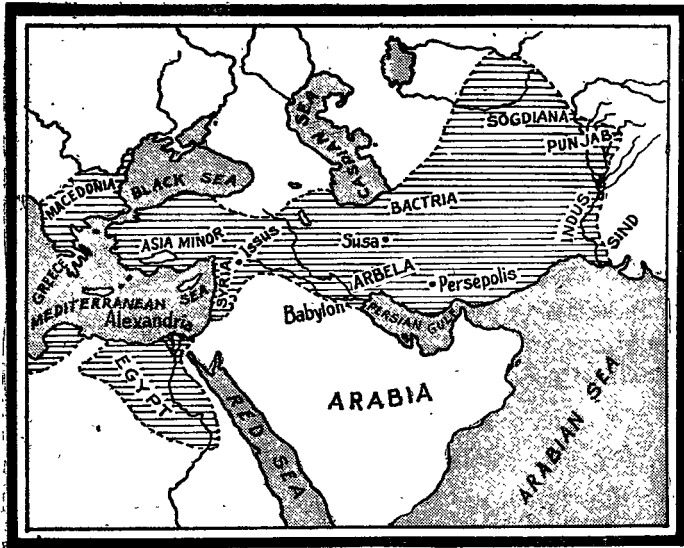 CASPIAN SEA
SOGDIANA
PUNJAB
MACEDONIA
BLACK SEA
BACTRIA
INDUS
SIND
ASIA MINOR
Issus
Susa
GREECE
SYRIA
ARBELA
Persepolis
MEDITERRANEAN SEA
Alexandria
Babylon
PERSIAN GULF
EGYPT
ARABIA
RED SEA
ARABIAN SEA